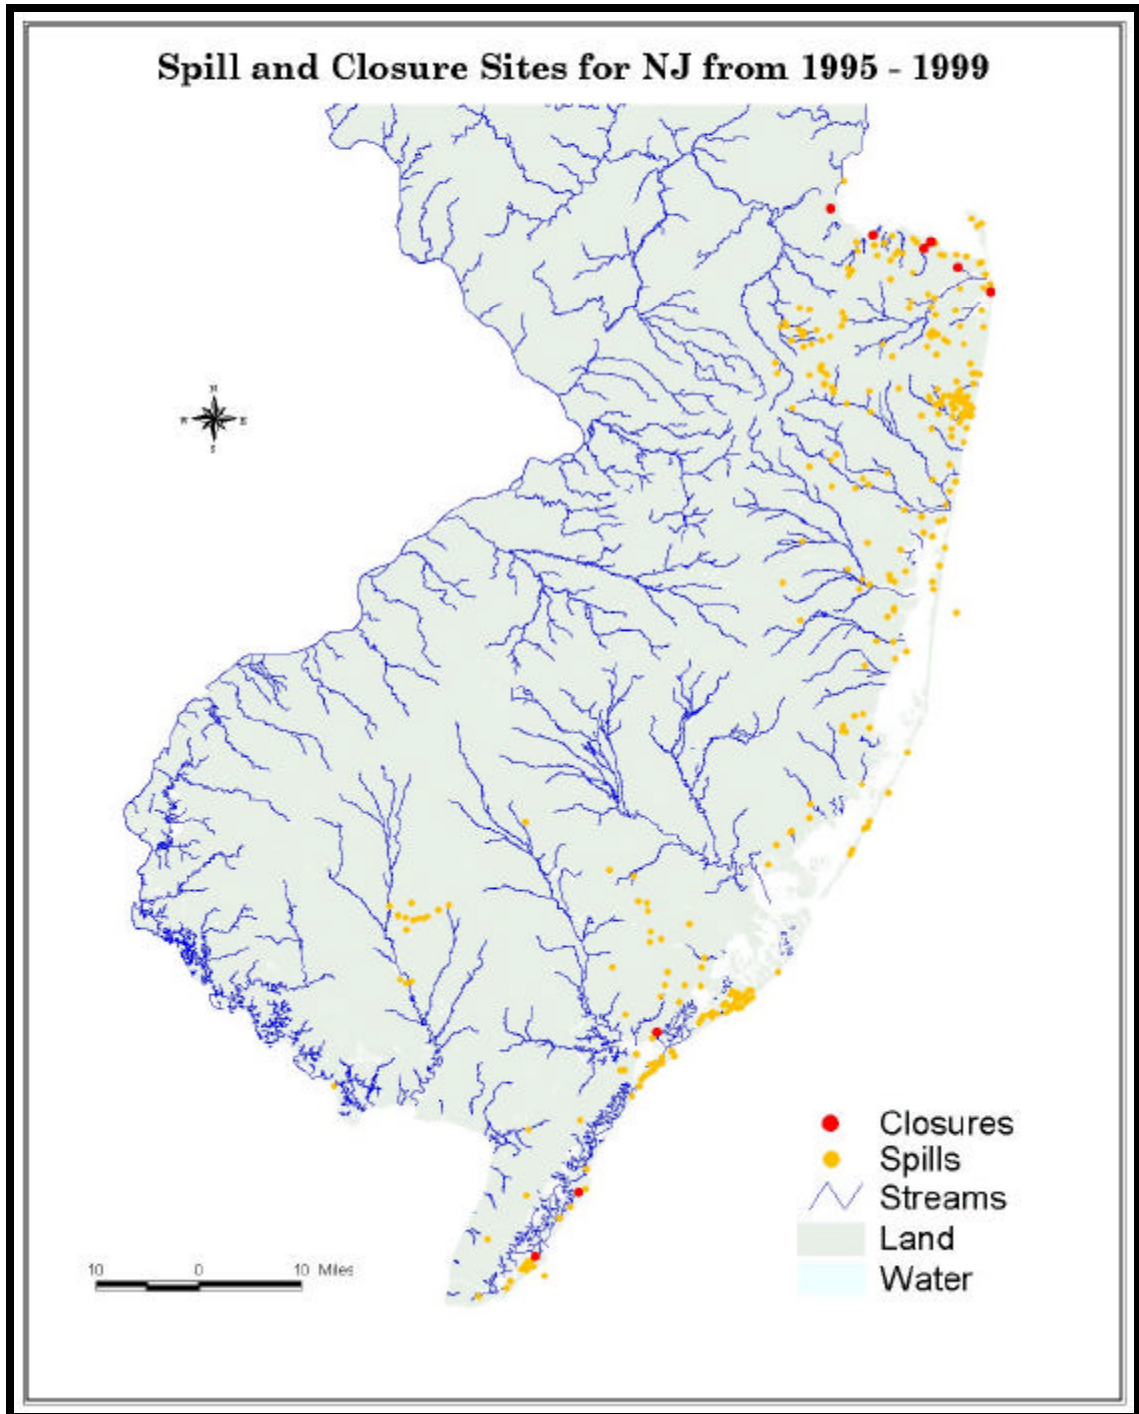 Spill and Closure Sites for NJ from 1995 - 1999
N
W E
S
Closures
Spills
Streams
Land
Water
10 0 10 Miles